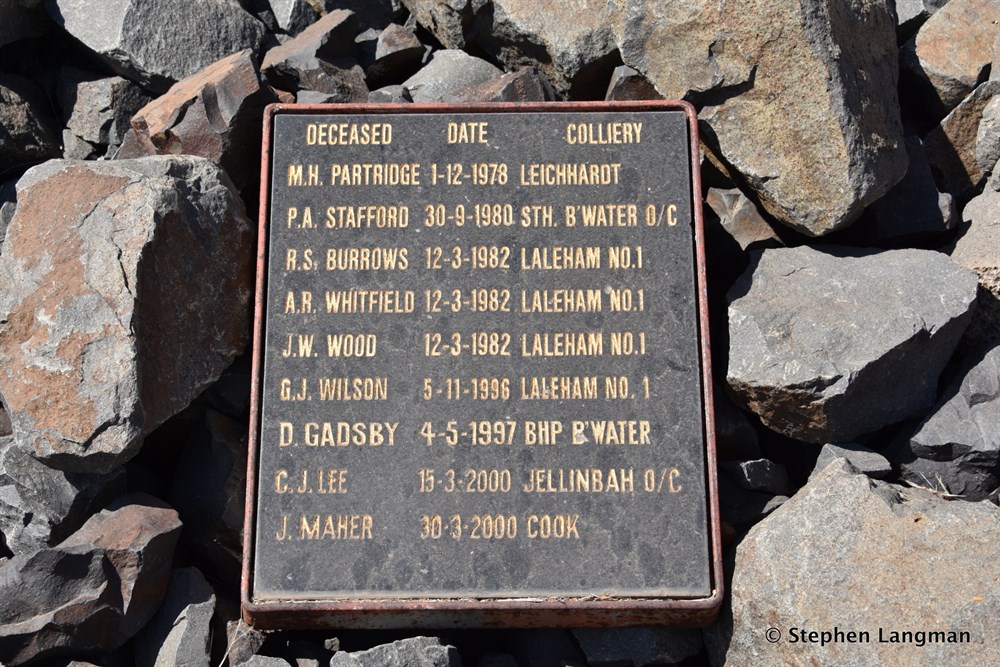 DECEASED DATE COLLIERY
M.H. PARTRIDGE 1-12-1978 LEICHHARDT
P.A. STAFFORD 30-9-1980 STH. B'WATER O/C
R.S. BURROWS 12-3-1982 LALEHAM NO.1
A.R. WHITFIELD 12-3-1982 LALEHAM NO.1
J.W. WOOD 12-3-1982 LALEHAM NO.1
G.J. WILSON 5-11-1996 LALEHAM NO. 1
D. GADSBY 4-5-1997 BHP B'WATER
C.J. LEE 15-3-2000 JELLINBAH O/C
J. MAHER 30-3-2000 COOK
© Stephen Langman